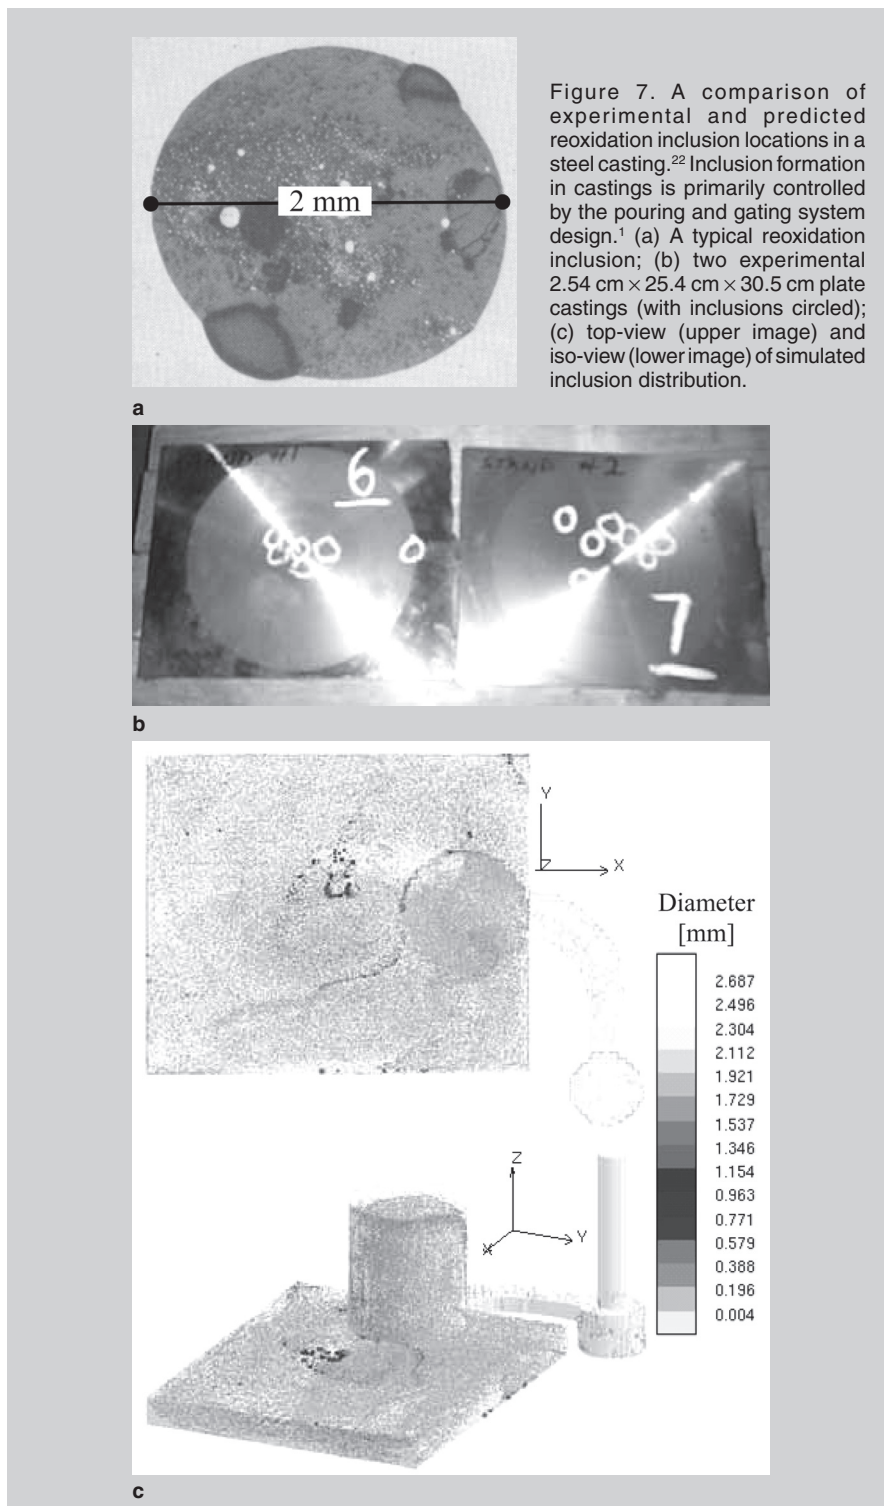 2 mm
Figure 7. A comparison of
experimental and predicted
reoxidation inclusion locations in a
steel casting.22 Inclusion formation
in castings is primarily controlled
by the pouring and gating system
design.1 (a) A typical reoxidation
inclusion; (b) two experimental
2.54 cm × 25.4 cm × 30.5 cm plate
castings (with inclusions circled);
(c) top-view (upper image) and
iso-view (lower image) of simulated
inclusion distribution.
a
6
7
b
Y
Z
X
Diameter
[mm]
2.687
2.496
2.304
2.112
1.921
1.729
1.537
1.346
1.154
0.963
0.771
0.579
0.388
0.196
0.004
Z
X
Y
c